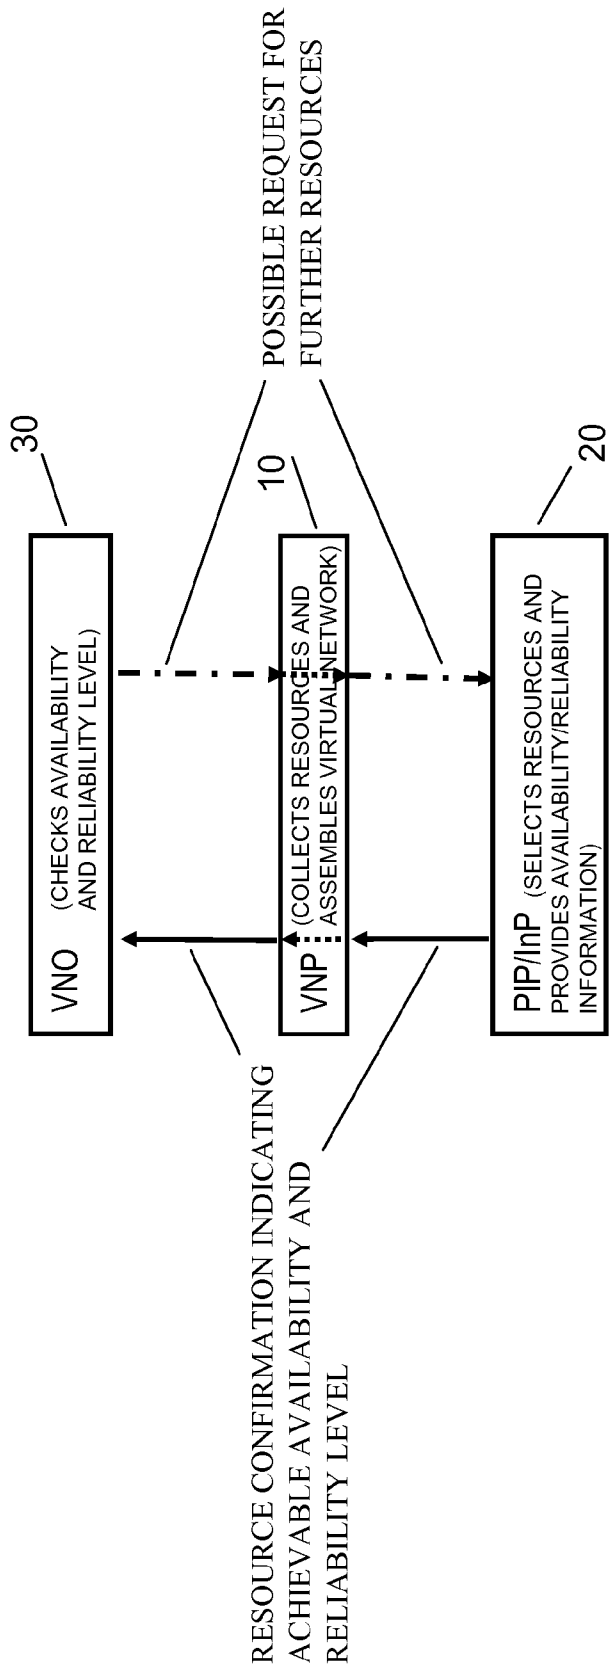 30
VNO (CHECKS AVAILABILITY
AND RELIABILITY LEVEL)
POSSIBLE REQUEST FOR
FURTHER RESOURCES
10
VNP (COLLECTS RESOURCES AND
ASSEMBLES VIRTUAL NETWORK)
RESOURCE CONFIRMATION INDICATING
ACHIEVABLE AVAILABILITY AND
RELIABILITY LEVEL
20
PIP/InP (SELECTS RESOURCES AND
PROVIDES AVAILABILITY/RELIABILITY
INFORMATION)